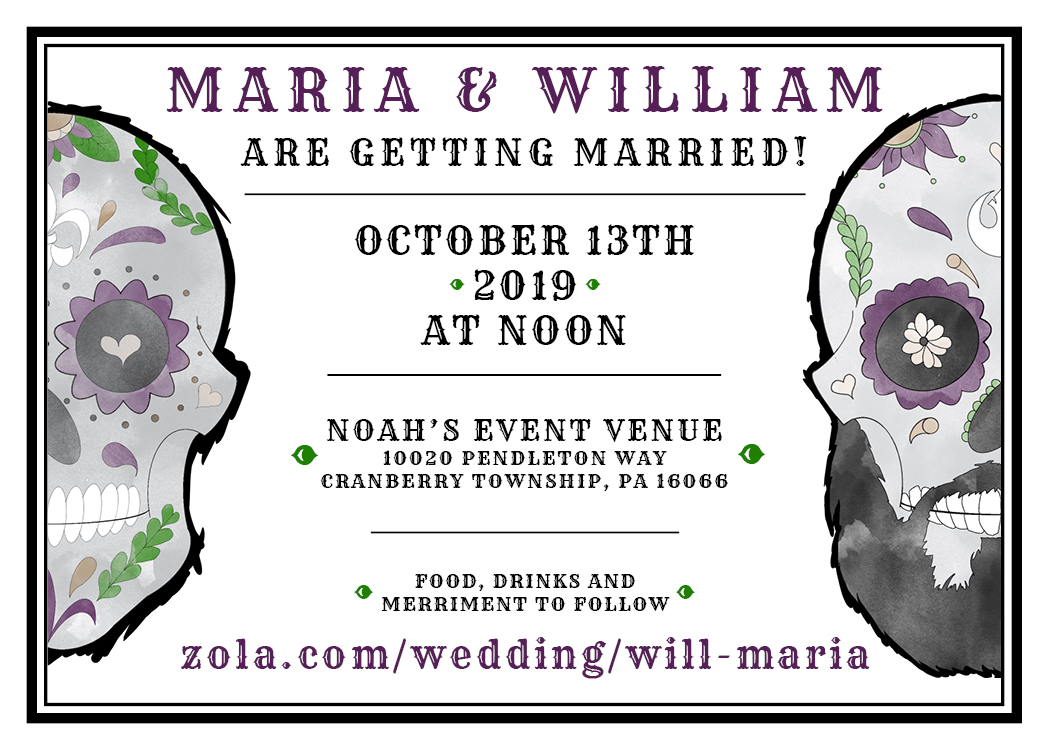 MARIA & WILLIAM
ARE GETTING MARRIED!
OCTOBER 13TH
2019
AT NOON
NOAH'S EVENT VENUE
10020 PENDLETON WAY
CRANBERRY TOWNSHIP, PA 16066
FOOD, DRINKS AND
MERRIMENT TO FOLLOW
zola.com/wedding/will-maria